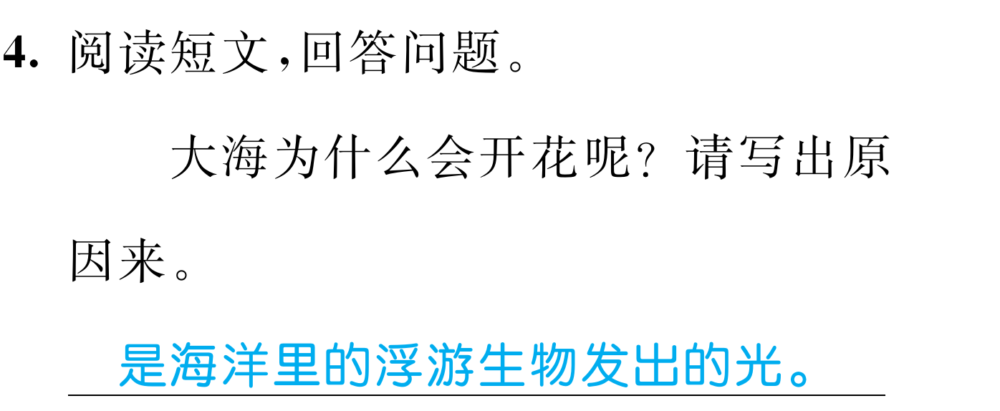 4. 阅读短文,回答问题。
大海为什么会开花呢? 请写出原
因来。
是海洋里的浮游生物发出的光。